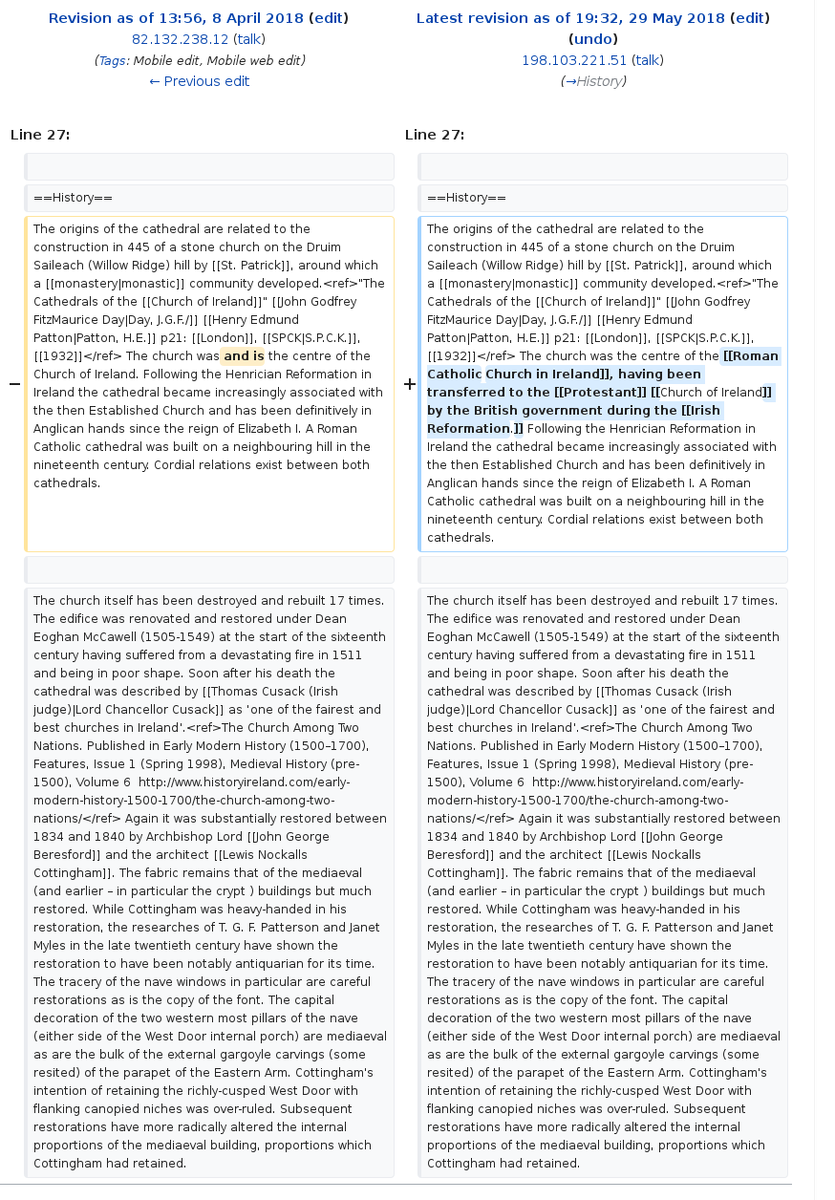 Revision as of 13:56, 8 April 2018 (edit)
82.132.238.12 (talk)
(Tags: Mobile edit, Mobile web edit)
← Previous edit
Latest revision as of 19:32, 29 May 2018 (edit)
(undo)
198.103.221.51 (talk)
(→History)
Line 27:
Line 27:
==History==
==History==
−
The origins of the cathedral are related to the
construction in 445 of a stone church on the Druim
Saileach (Willow Ridge) hill by [[St. Patrick]], around which
a [[monastery|monastic]] community developed.<ref>"The
Cathedrals of the [[Church of Ireland]]" [[John Godfrey
FitzMaurice Day|Day, J.G.F./]] [[Henry Edmund
Patton|Patton, H.E.]] p21: [[London]], [[SPCK|S.P.C.K.]],
[[1932]]</ref> The church was and is the centre of the
Church of Ireland. Following the Henrician Reformation in
Ireland the cathedral became increasingly associated with
the then Established Church and has been definitively in
Anglican hands since the reign of Elizabeth I. A Roman
Catholic cathedral was built on a neighbouring hill in the
nineteenth century. Cordial relations exist between both
cathedrals.
+
The origins of the cathedral are related to the
construction in 445 of a stone church on the Druim
Saileach (Willow Ridge) hill by [[St. Patrick]], around which
a [[monastery|monastic]] community developed.<ref>"The
Cathedrals of the [[Church of Ireland]]" [[John Godfrey
FitzMaurice Day|Day, J.G.F./]] [[Henry Edmund
Patton|Patton, H.E.]] p21: [[London]], [[SPCK|S.P.C.K.]],
[[1932]]</ref> The church was the centre of the [[Roman
Catholic Church in Ireland]], having been
transferred to the [[Protestant]] [[Church of Ireland]]
by the British government during the [[Irish
Reformation.]] Following the Henrician Reformation in
Ireland the cathedral became increasingly associated with
the then Established Church and has been definitively in
Anglican hands since the reign of Elizabeth I. A Roman
Catholic cathedral was built on a neighbouring hill in the
nineteenth century. Cordial relations exist between both
cathedrals.
The church itself has been destroyed and rebuilt 17 times.
The edifice was renovated and restored under Dean
Eoghan McCawell (1505-1549) at the start of the sixteenth
century having suffered from a devastating fire in 1511
and being in poor shape. Soon after his death the
cathedral was described by [[Thomas Cusack (Irish
judge)|Lord Chancellor Cusack]] as 'one of the fairest and
best churches in Ireland'.<ref>The Church Among Two
Nations. Published in Early Modern History (1500–1700),
Features, Issue 1 (Spring 1998), Medieval History (pre-
1500), Volume 6  http://www.historyireland.com/early-
modern-history-1500-1700/the-church-among-two-
nations/</ref> Again it was substantially restored between
1834 and 1840 by Archbishop Lord [[John George
Beresford]] and the architect [[Lewis Nockalls
Cottingham]]. The fabric remains that of the mediaeval
(and earlier – in particular the crypt ) buildings but much
restored. While Cottingham was heavy-handed in his
restoration, the researches of T. G. F. Patterson and Janet
Myles in the late twentieth century have shown the
restoration to have been notably antiquarian for its time.
The tracery of the nave windows in particular are careful
restorations as is the copy of the font. The capital
decoration of the two western most pillars of the nave
(either side of the West Door internal porch) are mediaeval
as are the bulk of the external gargoyle carvings (some
resited) of the parapet of the Eastern Arm. Cottingham's
intention of retaining the richly-cusped West Door with
flanking canopied niches was over-ruled. Subsequent
restorations have more radically altered the internal
proportions of the mediaeval building, proportions which
Cottingham had retained.
The church itself has been destroyed and rebuilt 17 times.
The edifice was renovated and restored under Dean
Eoghan McCawell (1505-1549) at the start of the sixteenth
century having suffered from a devastating fire in 1511
and being in poor shape. Soon after his death the
cathedral was described by [[Thomas Cusack (Irish
judge)|Lord Chancellor Cusack]] as 'one of the fairest and
best churches in Ireland'.<ref>The Church Among Two
Nations. Published in Early Modern History (1500–1700),
Features, Issue 1 (Spring 1998), Medieval History (pre-
1500), Volume 6  http://www.historyireland.com/early-
modern-history-1500-1700/the-church-among-two-
nations/</ref> Again it was substantially restored between
1834 and 1840 by Archbishop Lord [[John George
Beresford]] and the architect [[Lewis Nockalls
Cottingham]]. The fabric remains that of the mediaeval
(and earlier – in particular the crypt ) buildings but much
restored. While Cottingham was heavy-handed in his
restoration, the researches of T. G. F. Patterson and Janet
Myles in the late twentieth century have shown the
restoration to have been notably antiquarian for its time.
The tracery of the nave windows in particular are careful
restorations as is the copy of the font. The capital
decoration of the two western most pillars of the nave
(either side of the West Door internal porch) are mediaeval
as are the bulk of the external gargoyle carvings (some
resited) of the parapet of the Eastern Arm. Cottingham's
intention of retaining the richly-cusped West Door with
flanking canopied niches was over-ruled. Subsequent
restorations have more radically altered the internal
proportions of the mediaeval building, proportions which
Cottingham had retained.